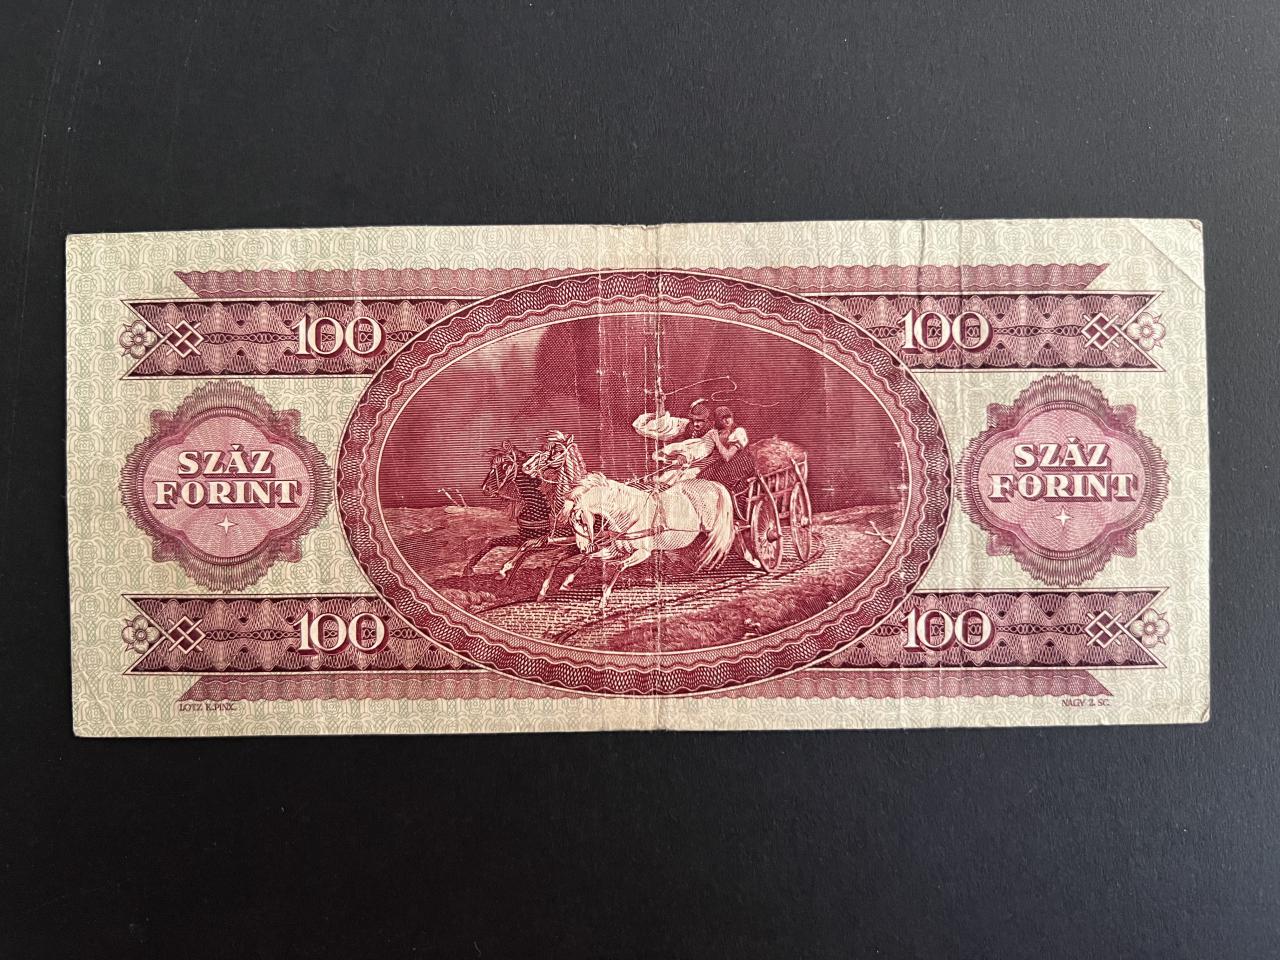 100
100
SZÁZ
FORINT
SZÁZ
FORINT
100
100
LOTZ K. PINX.
NAGY Z. SC.